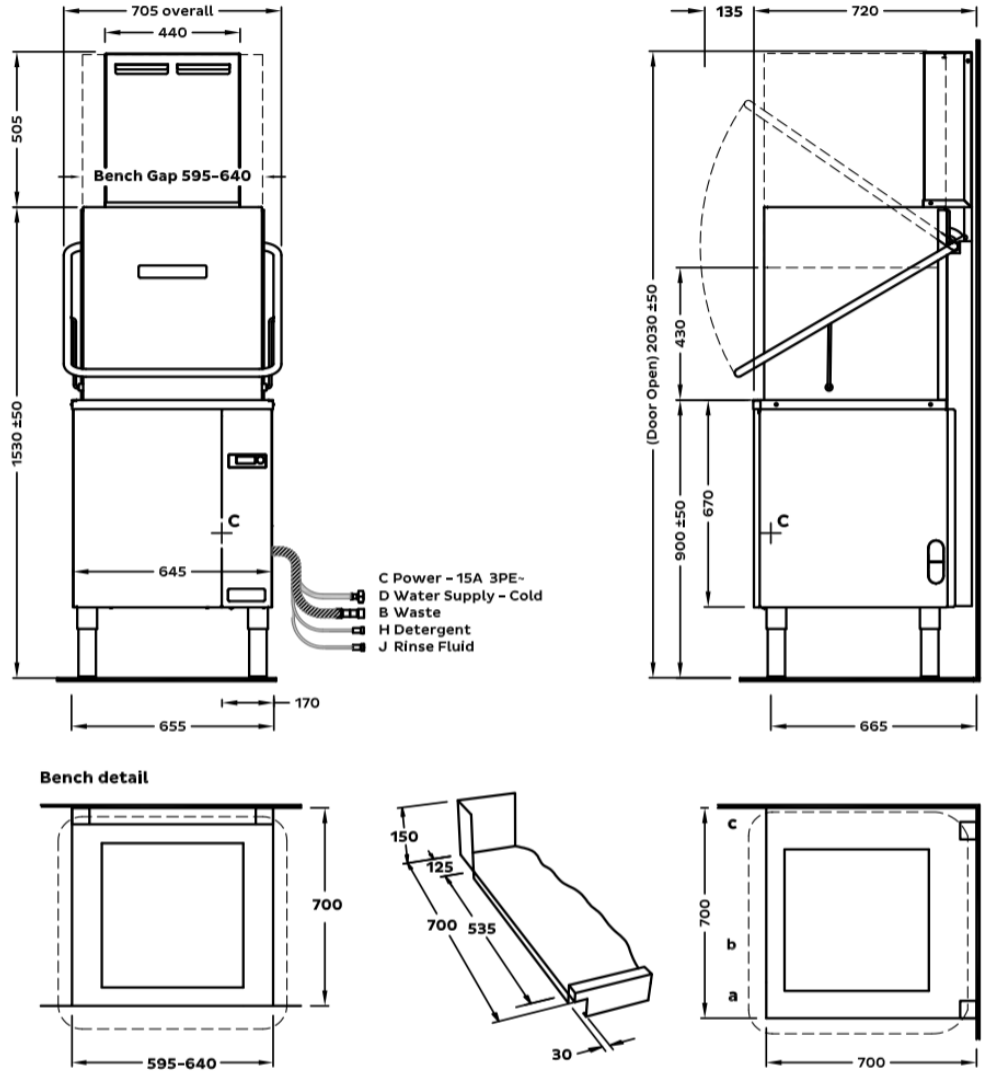 705 overall
440
135
720
505
Bench Gap 595-640
1530 ±50
(Door Open) 2030 ±50
430
900 ±50
670
C
C
645
C Power - 15A 3PE~
D Water Supply - Cold
B Waste
H Detergent
J Rinse Fluid
170
655
665
Bench detail
150
125
700
535
30
700
595-640
c
b
a
700
700